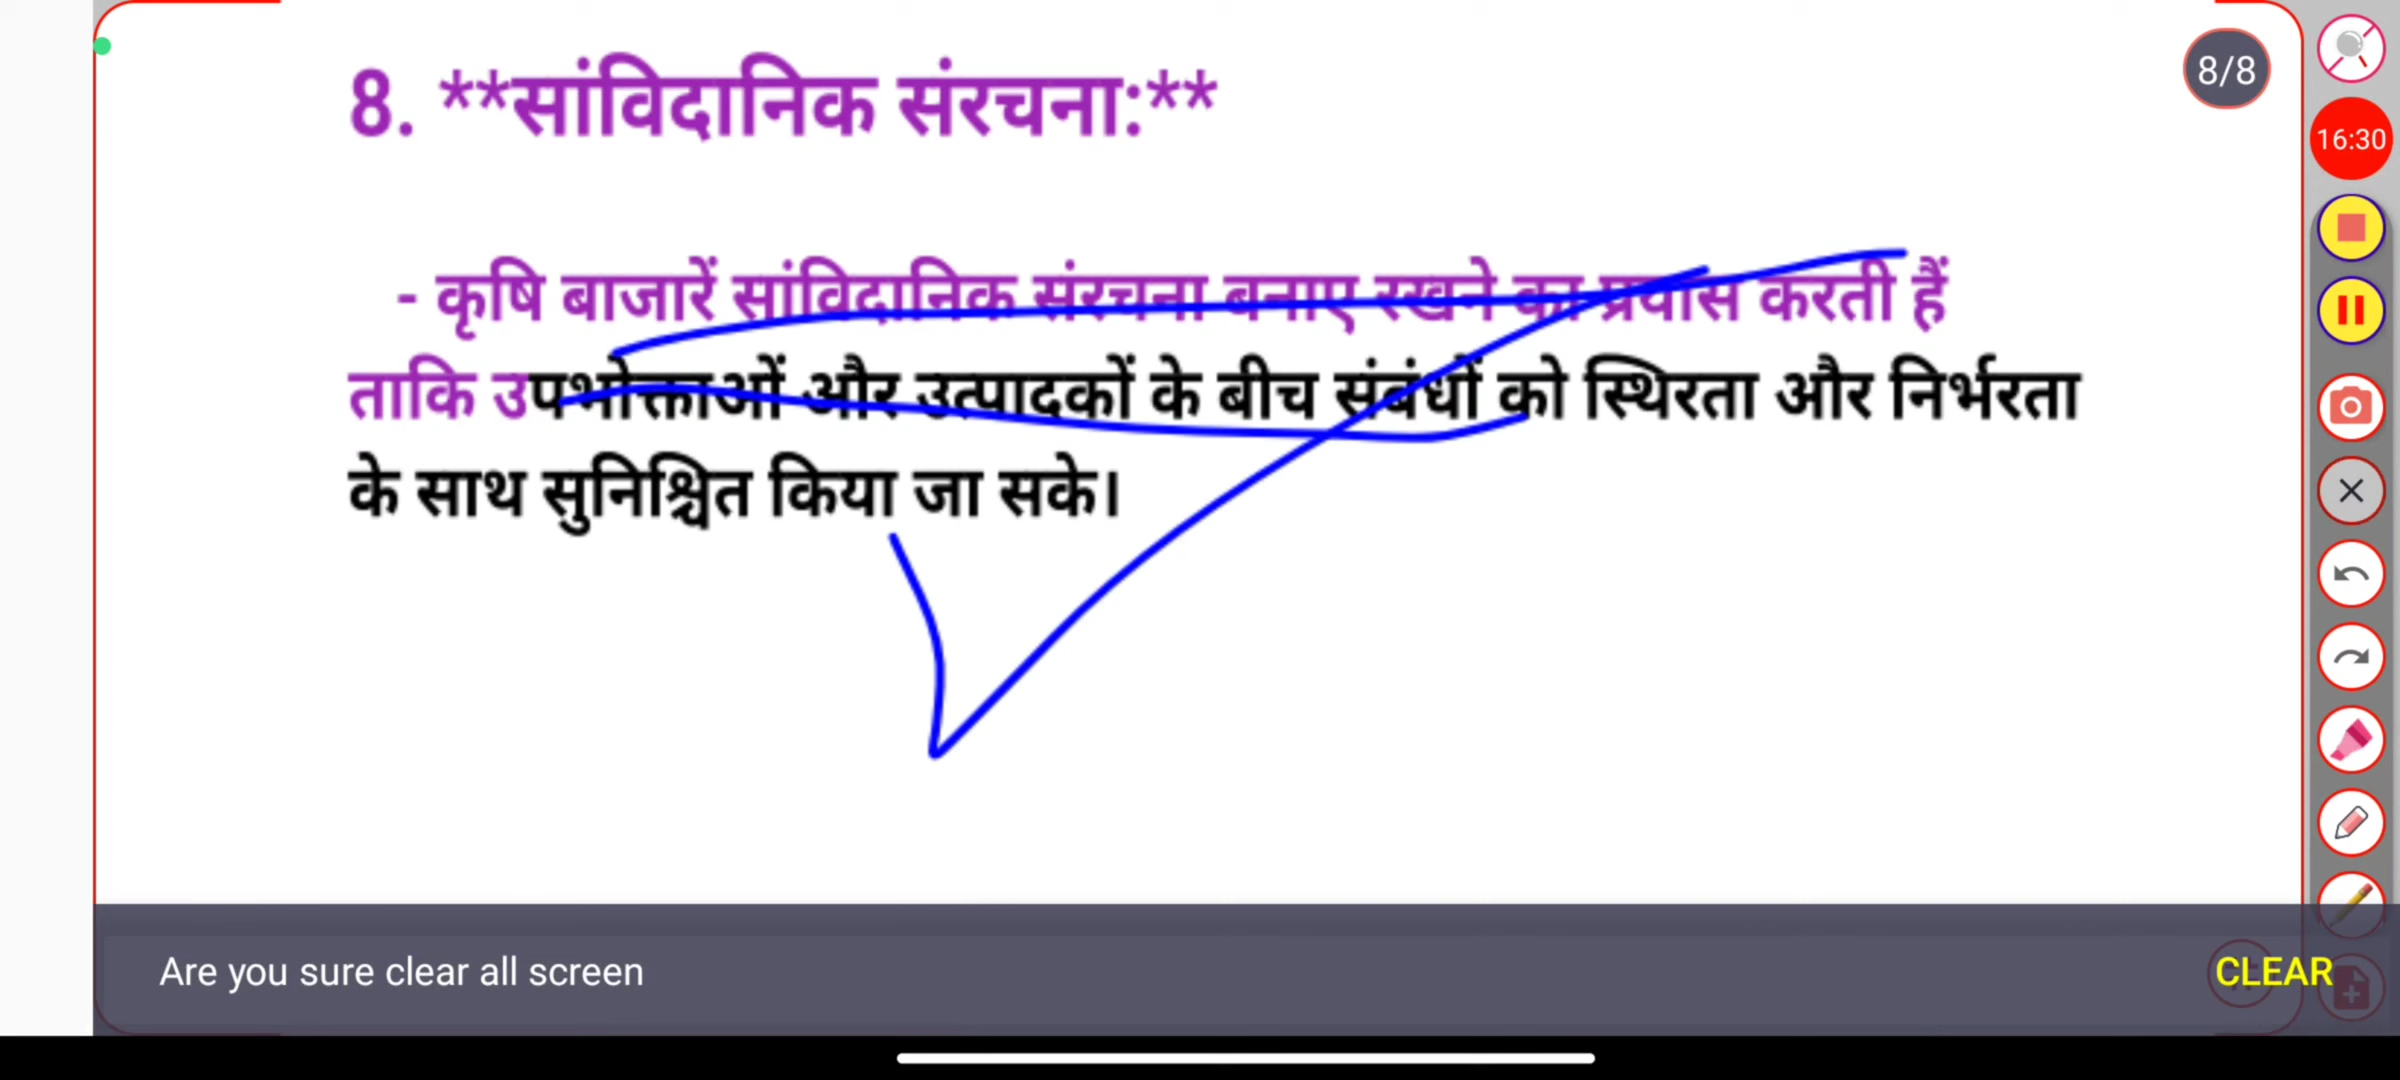 8. **सांविदानिक संरचना:**
8/8
16:30
- कृषि बाजारें सांविदानिक संरचना बनाए रखने का प्रयास करती हैं
ताकि उपभोक्ताओं और उत्पादकों के बीच संबंधों को स्थिरता और निर्भरता
के साथ सुनिश्चित किया जा सके।
Are you sure clear all screen
CLEAR